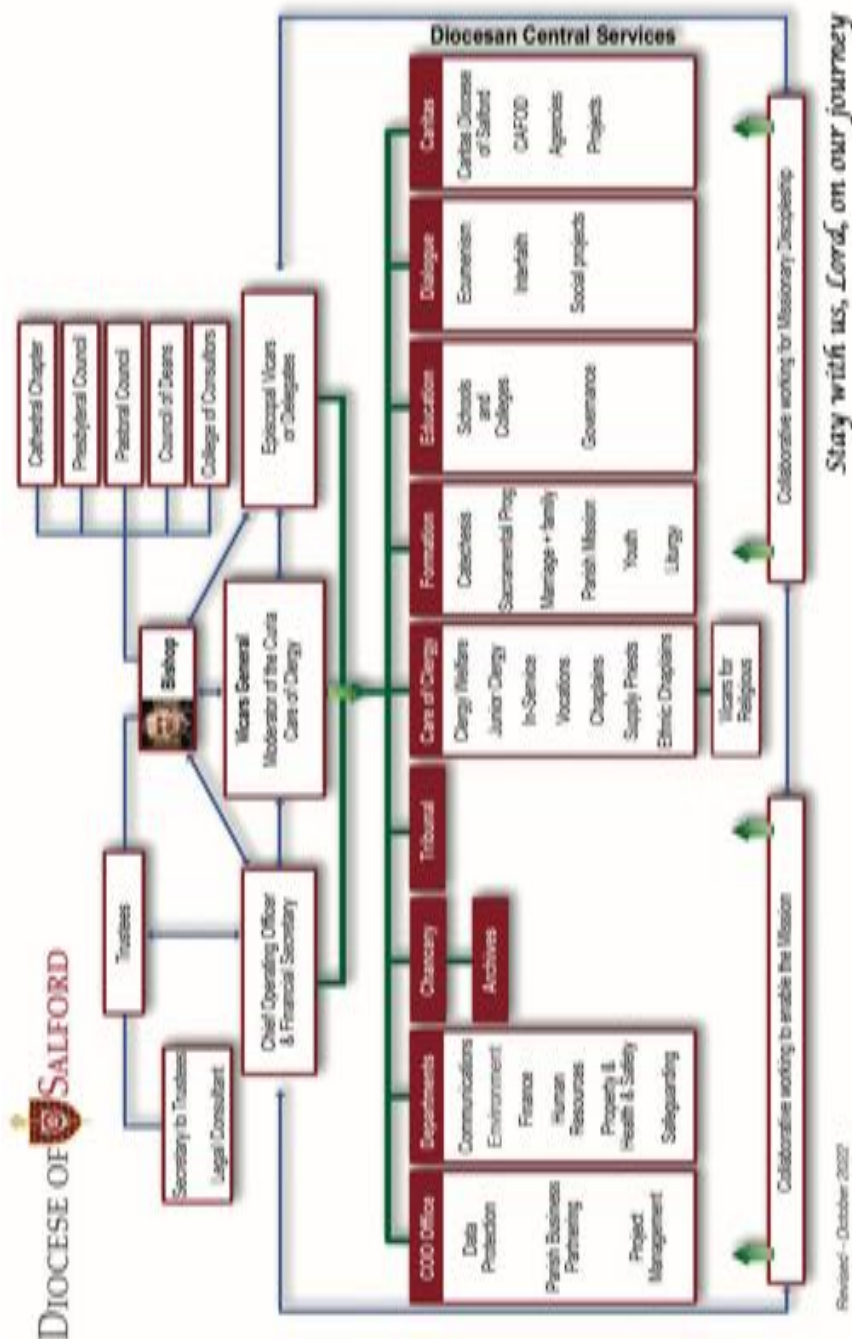 DIOCESE OF SALFORD
Secretary to Trustees
Legal Consultant
Trustees
Bishop
Cathedral Chapter
Presbyteral Council
Pastoral Council
Council of Deans
College of Consultors
Chief Operating Officer
& Financial Secretary
Vicars General
Moderator of the Curia
Care of Clergy
Episcopal Vicars
or Delegates
COO Office
Data
Protection
Parish Business
Partnering
Project
Management
Departments
Communications
Environment
Finance
Human
Resources
Property &
Health & Safety
Safeguarding
Chancery
Archives
Tribunal
Care of Clergy
Clergy Welfare
Junior Clergy
In-Service
Vocations
Chaplains
Supply Priests
Ethnic Chaplains
Vicars for
Religious
Formation
Catechesis
Sacramental Prog
Marriage + family
Parish Mission
Youth
Liturgy
Education
Schools
and
Colleges
Governance
Dialogue
Ecumenism
Interfaith
Social projects
Caritas
Caritas Diocese
of Salford
CAFOD
Agencies
Projects
Diocesan Central Services
Collaborative working to enable the Mission
Collaborative working for Missionary Discipleship
Revised - October 2022
Stay with us, Lord, on our journey